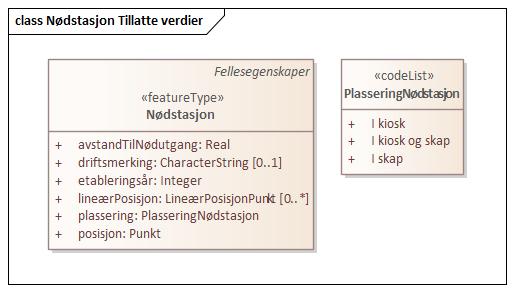 class Nødstasjon Tillatte verdier
Fellesegenskaper
«featureType»
Nødstasjon
+ avstandTilNødutgang: Real
+ driftsmerking: CharacterString [0..1]
+ etableringsår: Integer
+ lineærPosisjon: LineærPosisjonPunkt [0..*]
+ plassering: PlasseringNødstasjon
+ posisjon: Punkt
«codeList»
PlasseringNødstasjon
+ I kiosk
+ I kiosk og skap
+ I skap